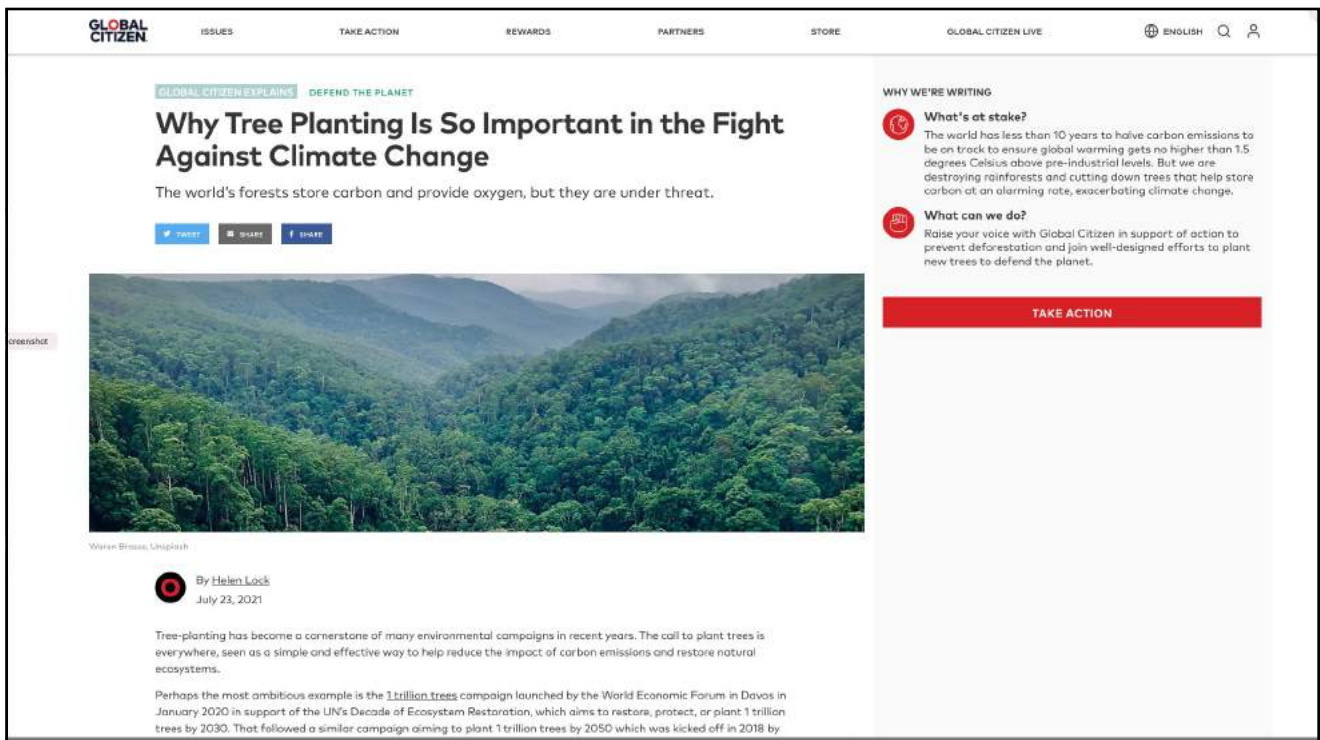 GLOBAL
CITIZEN.
ISSUES
TAKE ACTION
REWARDS
PARTNERS
STORE
GLOBAL CITIZEN LIVE
ENGLISH
GLOBAL CITIZEN EXPLAINS
DEFEND THE PLANET
Why Tree Planting Is So Important in the Fight
Against Climate Change
The world's forests store carbon and provide oxygen, but they are under threat.
TWEET
SHARE
SHARE
creenshot
Waren Brasse, Unsplash
By Helen Lock
July 23, 2021
Tree-planting has become a cornerstone of many environmental campaigns in recent years. The call to plant trees is
everywhere, seen as a simple and effective way to help reduce the impact of carbon emissions and restore natural
ecosystems.
Perhaps the most ambitious example is the 1 trillion trees campaign launched by the World Economic Forum in Davos in
January 2020 in support of the UN's Decade of Ecosystem Restoration, which aims to restore, protect, or plant 1 trillion
trees by 2030. That followed a similar campaign aiming to plant 1 trillion trees by 2050 which was kicked off in 2018 by
WHY WE'RE WRITING
What's at stake?
The world has less than 10 years to halve carbon emissions to
be on track to ensure global warming gets no higher than 1.5
degrees Celsius above pre-industrial levels. But we are
destroying rainforests and cutting down trees that help store
carbon at an alarming rate, exacerbating climate change.
What can we do?
Raise your voice with Global Citizen in support of action to
prevent deforestation and join well-designed efforts to plant
new trees to defend the planet.
TAKE ACTION